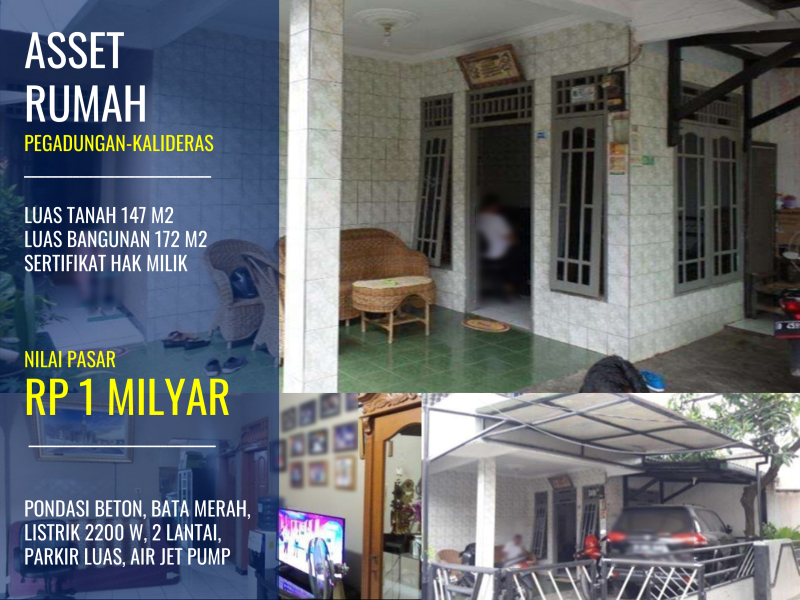 ASSET
RUMAH
PEGADUNGAN-KALIDERAS
LUAS TANAH 147 M2
LUAS BANGUNAN 172 M2
SERTIFIKAT HAK MILIK
NILAI PASAR
RP 1 MILYAR
PONDASI BETON, BATA MERAH,
LISTRIK 2200 W, 2 LANTAI,
PARKIR LUAS, AIR JET PUMP